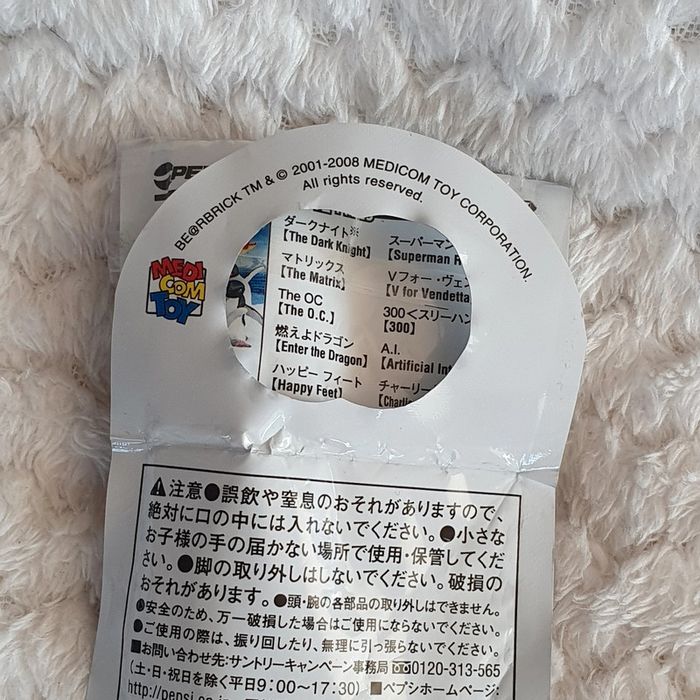 BE@RBRICK TM & © 2001-2008 MEDICOM TOY CORPORATION.
All rights reserved.
MEDI
COM
TOY
ダークナイト※
【The Dark Knight】
マトリックス
【The Matrix】
The OC
【The O.C.】
燃えよドラゴン
【Enter the Dragon】
ハッピー フィート
【Happy Feet】
スーパーマン
【Superman R
Vフォー・ヴェン
【V for Vendetta
300<スリーハン
【300】
A.I.
【Artificial Int
チャーリー
【Charlie
⚠注意●誤飲や窒息のおそれがありますので、
絶対に口の中には入れないでください。●小さな
お子様の手の届かない場所で使用・保管してくだ
さい。●脚の取り外しはしないでください。破損の
おそれがあります。●頭・腕の各部品の取り外しはできません。
●安全のため、万一破損した場合はご使用にならないでください。
●ご使用の際は、振り回したり、無理に引っ張らないでください。
■お問い合わせ先:サントリーキャンペーン事務局 0120-313-565
(土・日・祝日を除く平日9:00〜17:30) ■ペプシホームページ: